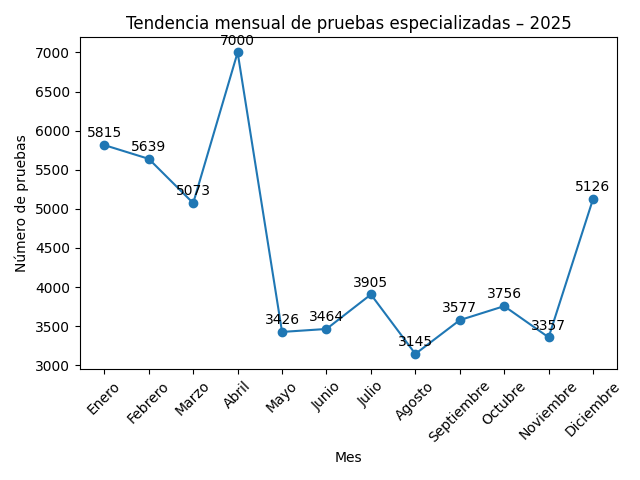 Tendencia mensual de pruebas especializadas – 2025
Número de pruebas
7000
6500
6000
5500
5000
4500
4000
3500
3000
5815
5639
5073
7000
3426
3464
3905
3145
3577
3756
3357
5126
Enero
Febrero
Marzo
Abril
Mayo
Junio
Julio
Agosto
Septiembre
Octubre
Noviembre
Diciembre
Mes